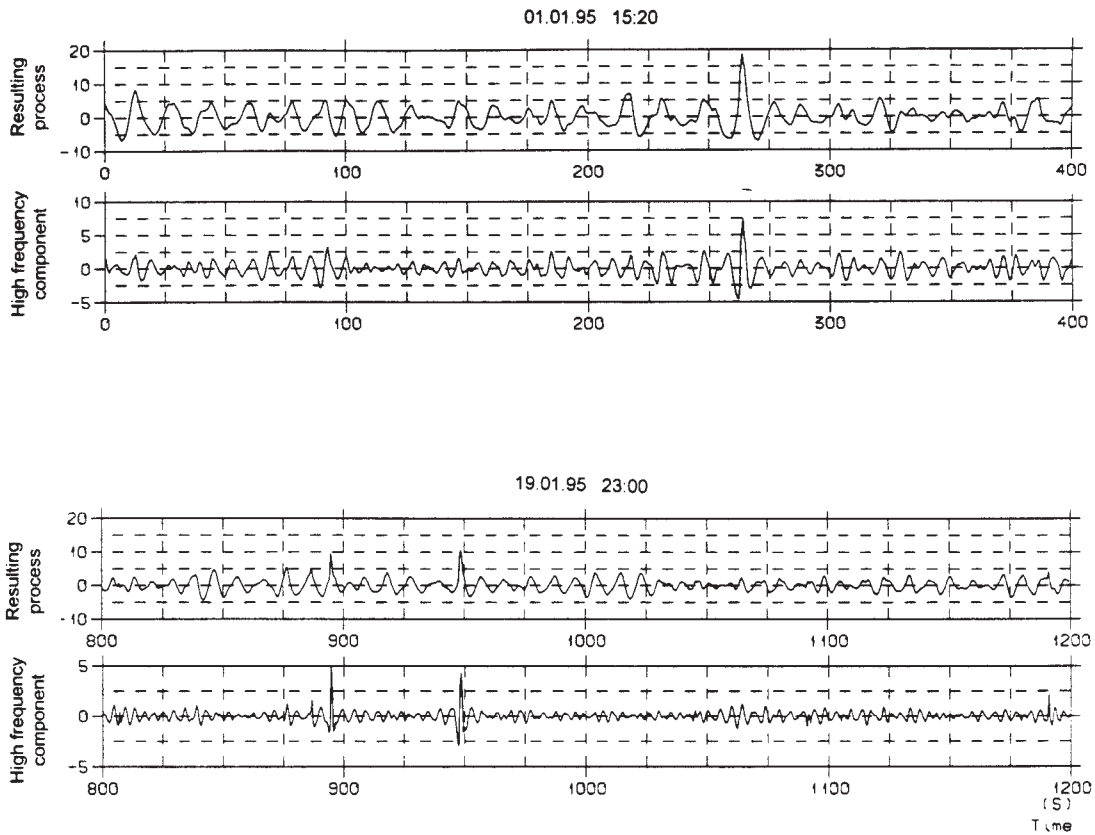 01.01.95 15:20
Resulting
process
20
10
0
-10
0 100 200 300 400
High frequency
component
10
5
0
-5
0 100 200 300 400
19.01.95 23:00
Resulting
process
20
10
0
-10
800 900 1000 1100 1200
High frequency
component
5
0
-5
800 900 1000 1100 1200
(S)
Time